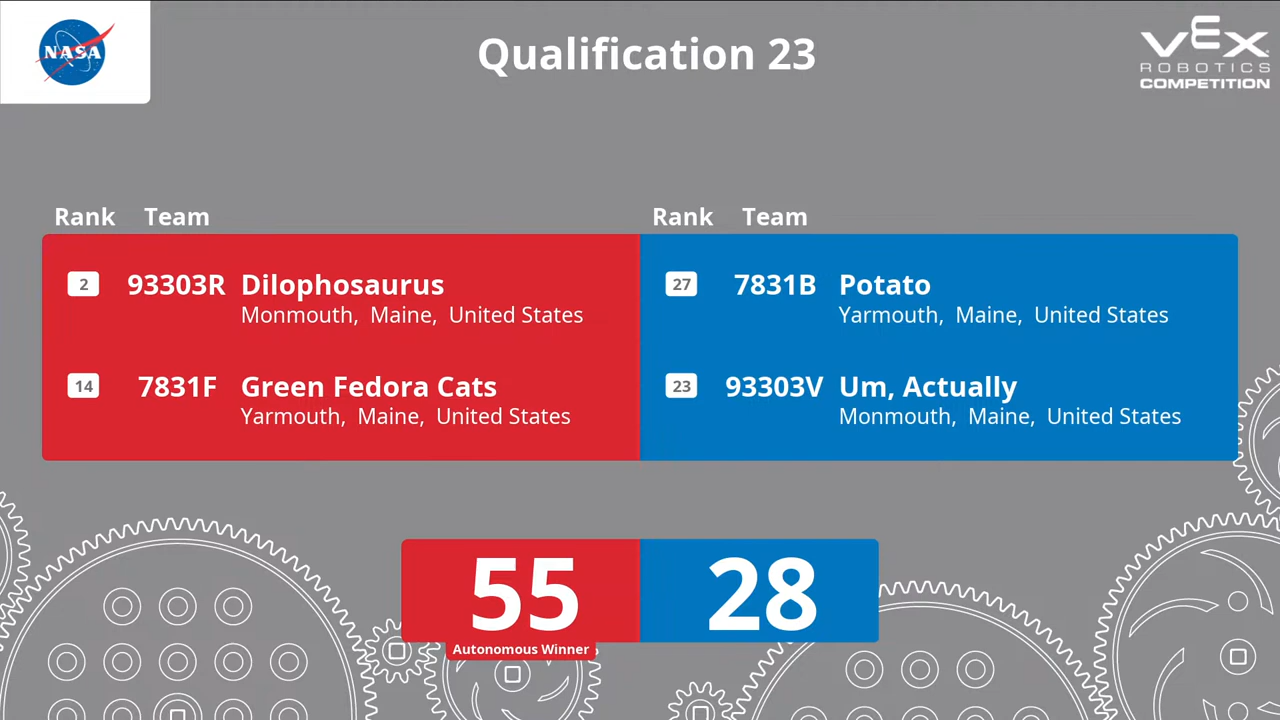 NASA
Qualification 23
VEX
ROBOTICS
COMPETITION
Rank Team
2 93303R Dilophosaurus
Monmouth, Maine, United States
14 7831F Green Fedora Cats
Yarmouth, Maine, United States
Rank Team
27 7831B Potato
Yarmouth, Maine, United States
23 93303V Um, Actually
Monmouth, Maine, United States
55 28
Autonomous Winner